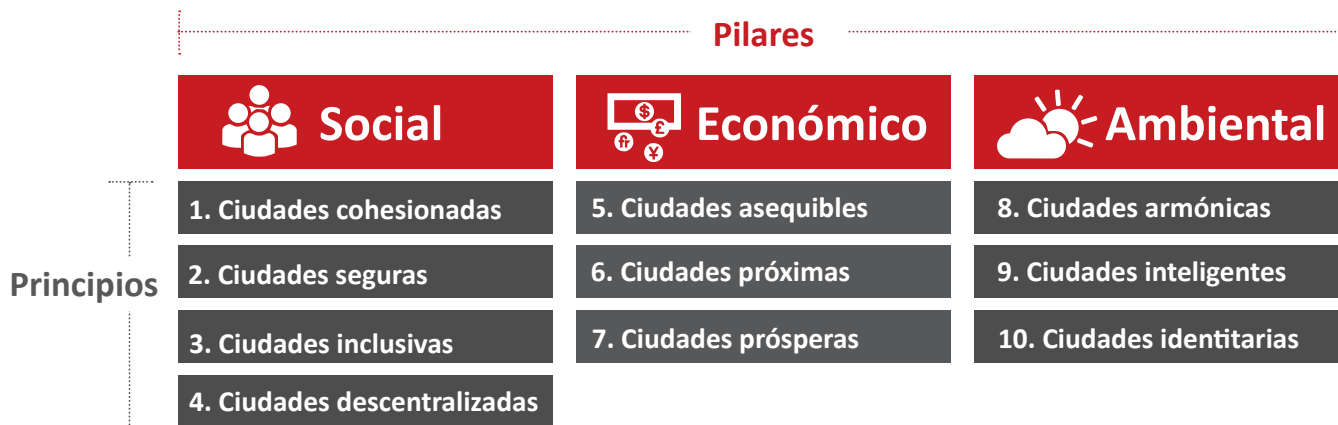 Pilares
Social
Económico
Ambiental
Principios
1. Ciudades cohesionadas
2. Ciudades seguras
3. Ciudades inclusivas
4. Ciudades descentralizadas
5. Ciudades asequibles
6. Ciudades próximas
7. Ciudades prósperas
8. Ciudades armónicas
9. Ciudades inteligentes
10. Ciudades identitarias